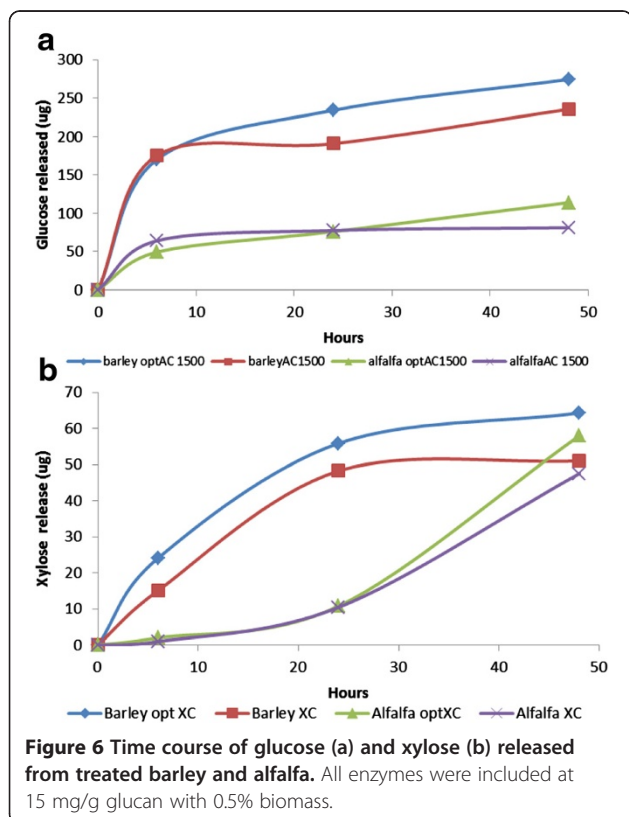 a
Glucose released (ug)
300
250
200
150
100
50
0
0 10 20 30 40 50
Hours
barley optAC 1500 barleyAC1500 alfalfa optAC1500 alfalfaAC 1500
b
Xylose release (ug)
70
60
50
40
30
20
10
0
0 10 20 30 40 50
Hours
Barley opt XC Barley XC Alfalfa optXC Alfalfa XC
Figure 6 Time course of glucose (a) and xylose (b) released
from treated barley and alfalfa. All enzymes were included at
15 mg/g glucan with 0.5% biomass.